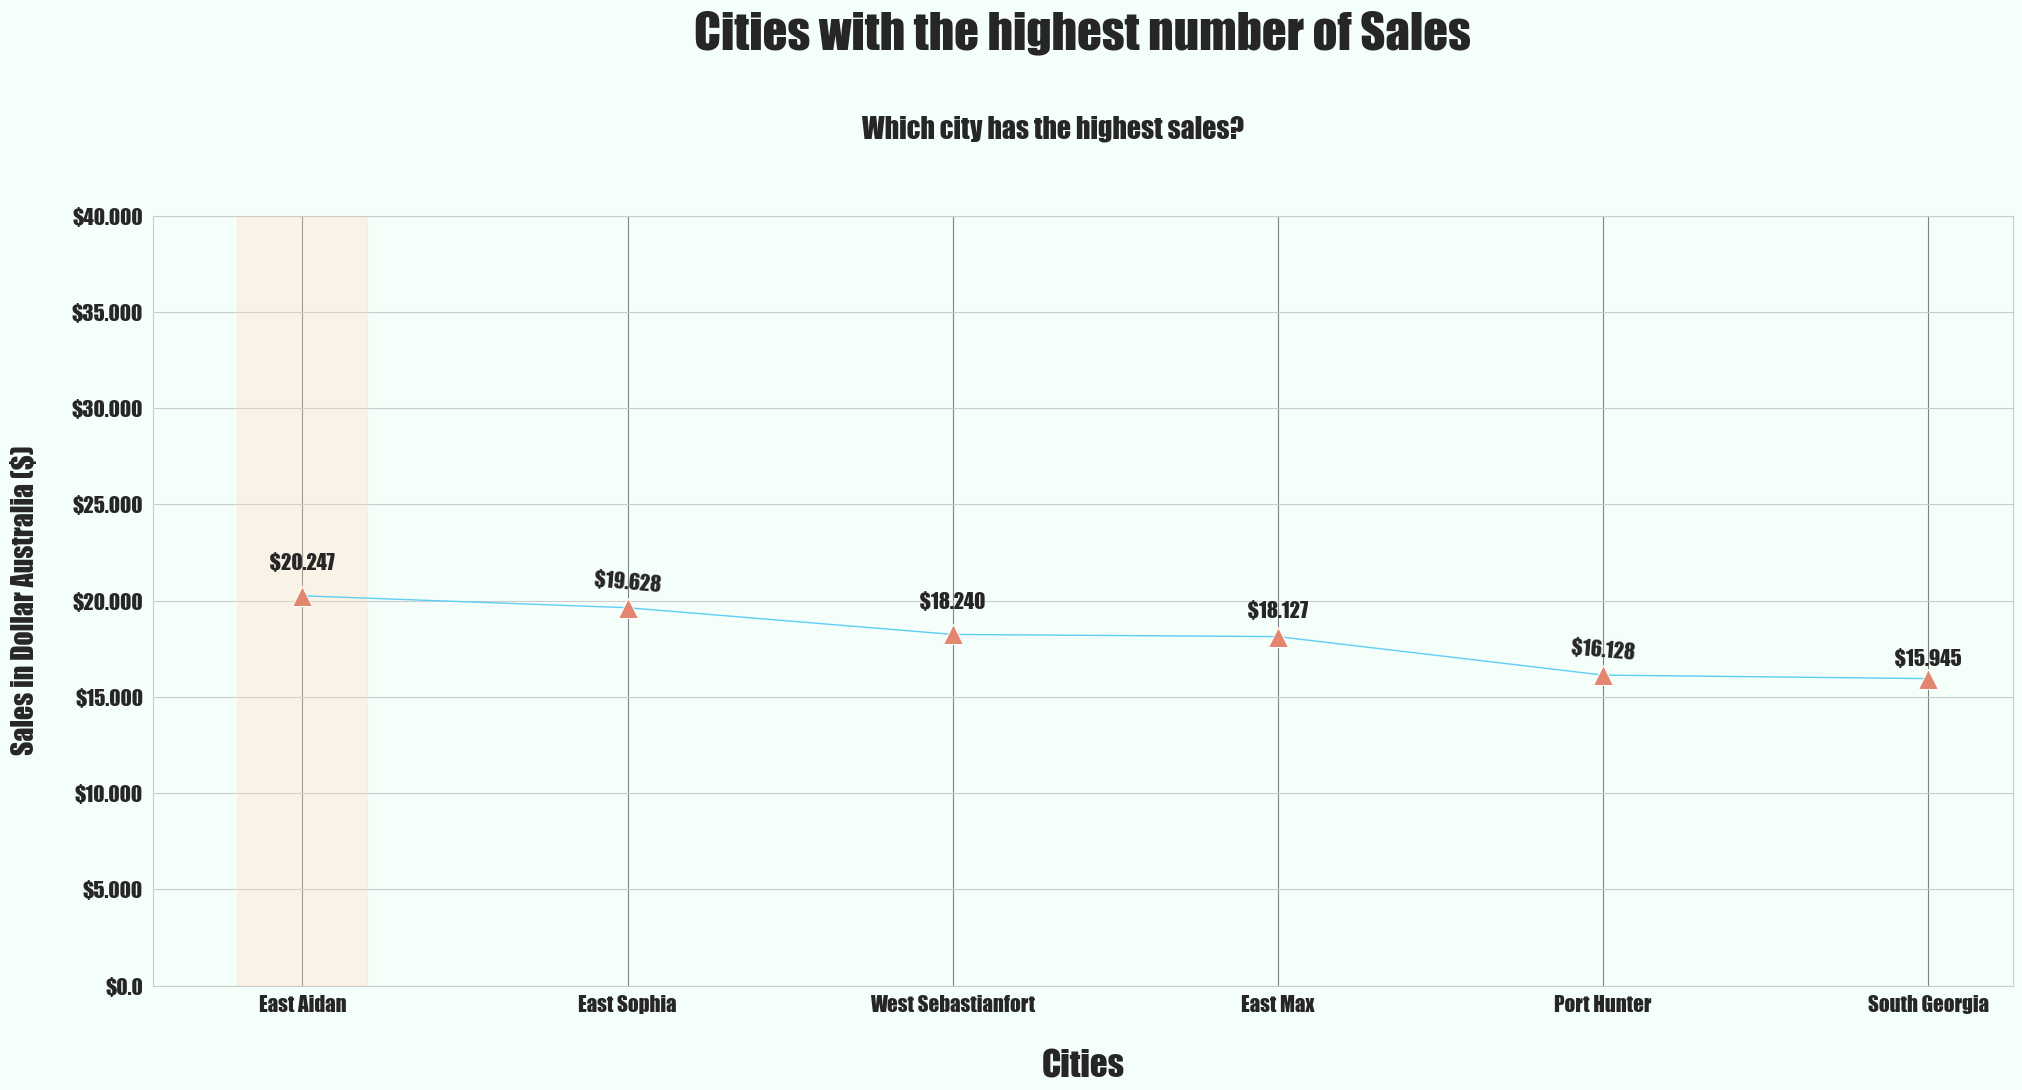 Cities with the highest number of Sales
Which city has the highest sales?
Sales in Dollar Australia ($)
$40.000
$35.000
$30.000
$25.000
$20.000
$15.000
$10.000
$5.000
$0.0
$20.247
$19.628
$18.240
$18.127
$16.128
$15.945
East Aidan
East Sophia
West Sebastianfort
East Max
Port Hunter
South Georgia
Cities